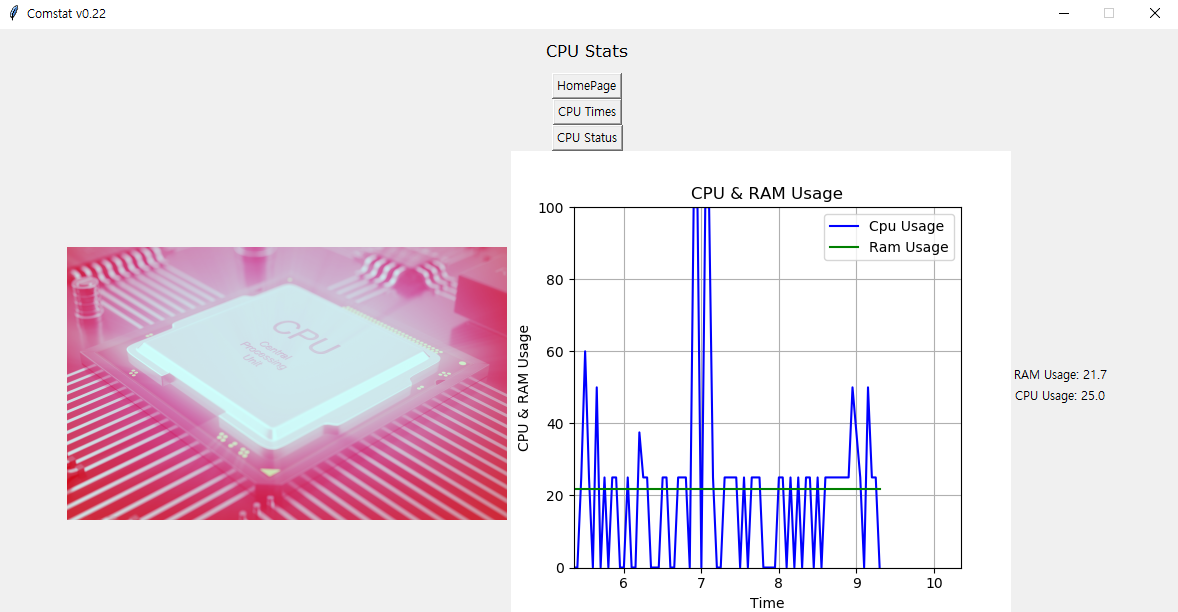 Comstat v0.22
CPU Stats
HomePage
CPU Times
CPU Status
CPU & RAM Usage
100
80
60
40
20
0
CPU & RAM Usage
Cpu Usage
Ram Usage
6 7 8 9 10
Time
CPU
Central
Processing
Unit
RAM Usage: 21.7
CPU Usage: 25.0